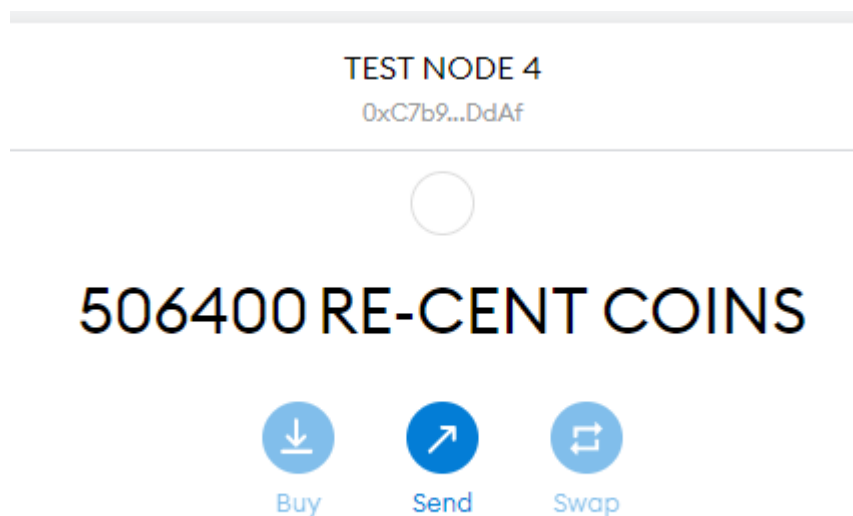 TEST NODE 4
0xC7b9...DdAf
506400 RE-CENT COINS
Buy Send Swap